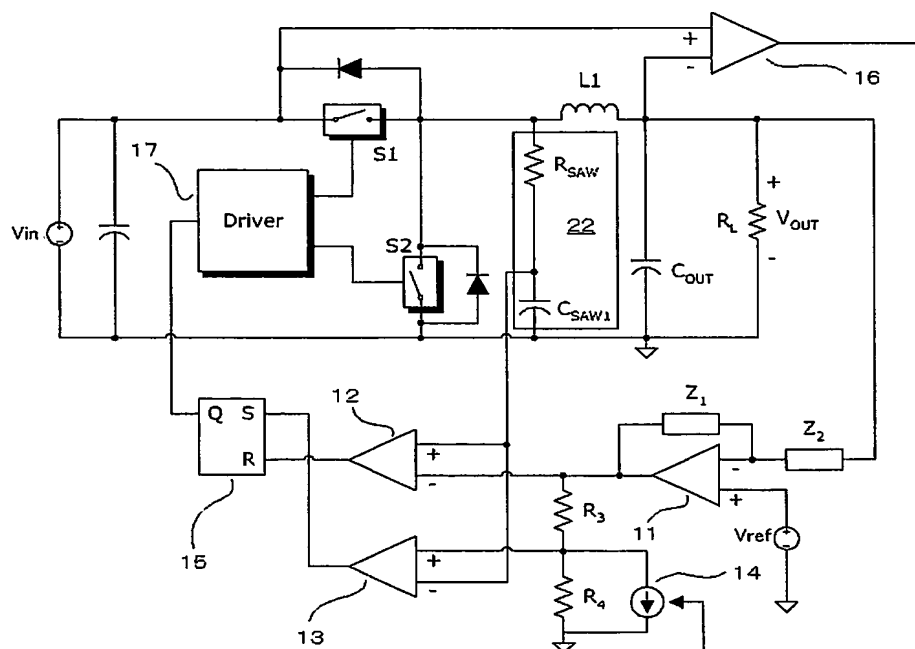 +
-
16
L1
S1
17
R_SAW
+
Driver
22
R_L
V_OUT
Vin
S2
-
C_OUT
C_SAW1
Z_1
12
Q
S
Z_2
+
-
R
-
+
11
R_3
Vref
15
14
+
-
R_4
13